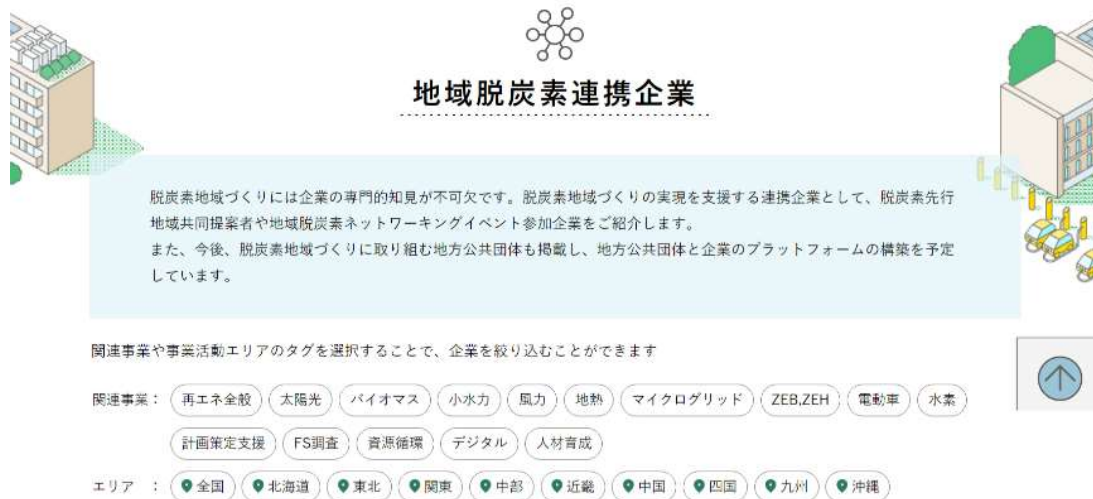 地域脱炭素連携企業
脱炭素地域づくりには企業の専門的知見が不可欠です。脱炭素地域づくりの実現を支援する連携企業として、脱炭素先行
地域共同提案者や地域脱炭素ネットワーキングイベント参加企業をご紹介します。
また、今後、脱炭素地域づくりに取り組む地方公共団体も掲載し、地方公共団体と企業のプラットフォームの構築を予定
しています。
関連事業や事業活動エリアのタグを選択することで、企業を絞り込むことができます
関連事業： 再エネ全般 太陽光 バイオマス 小水力 風力 地熱 マイクログリッド ZEB,ZEH 電動車 水素
計画策定支援 FS調査 資源循環 デジタル 人材育成
エリア ： 全国 北海道 東北 関東 中部 近畿 中国 四国 九州 沖縄